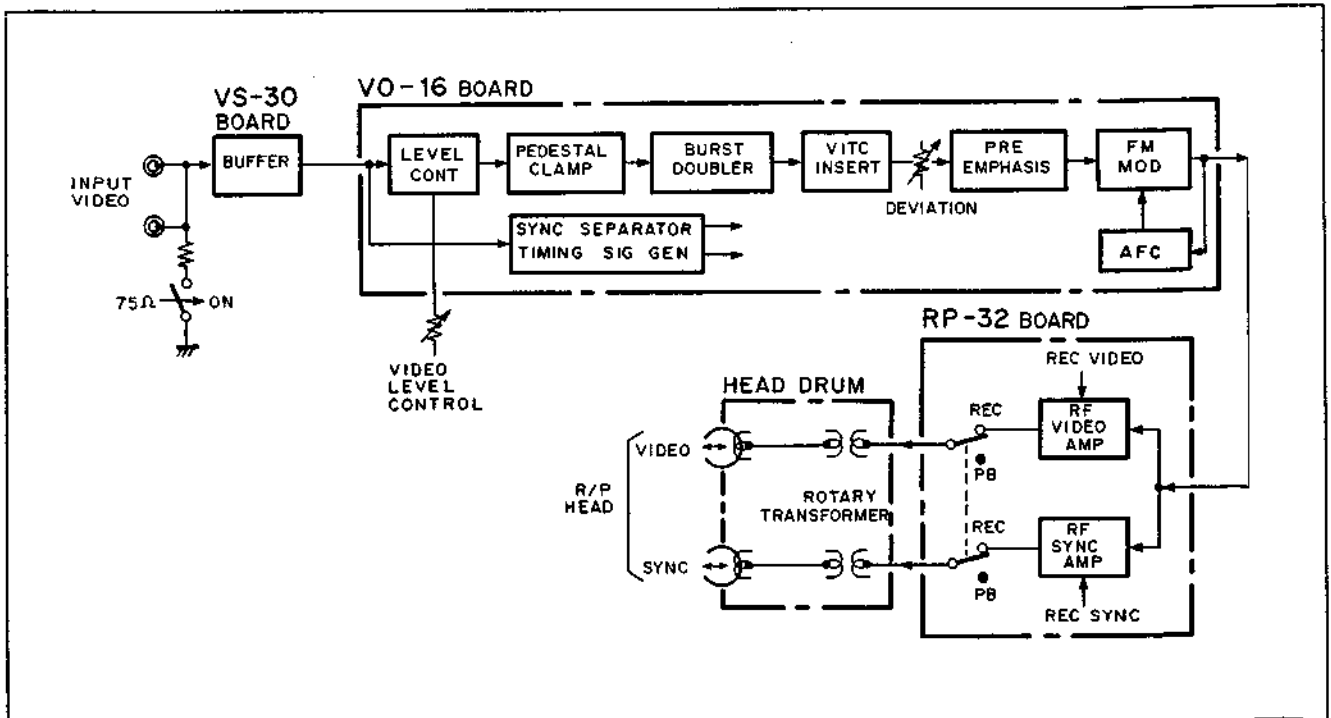 VS-30
BOARD
BUFFER
INPUT
VIDEO
75Ω
ON
VO-16 BOARD
LEVEL
CONT
PEDESTAL
CLAMP
BURST
DOUBLER
VITC
INSERT
DEVIATION
PRE
EMPHASIS
FM
MOD
SYNC SEPARATOR
TIMING SIG GEN
AFC
VIDEO
LEVEL
CONTROL
RP-32 BOARD
REC VIDEO
HEAD DRUM
REC
RF
VIDEO
AMP
VIDEO
PB
R/P
HEAD
ROTARY
TRANSFORMER
REC
RF
SYNC
AMP
SYNC
PB
REC SYNC